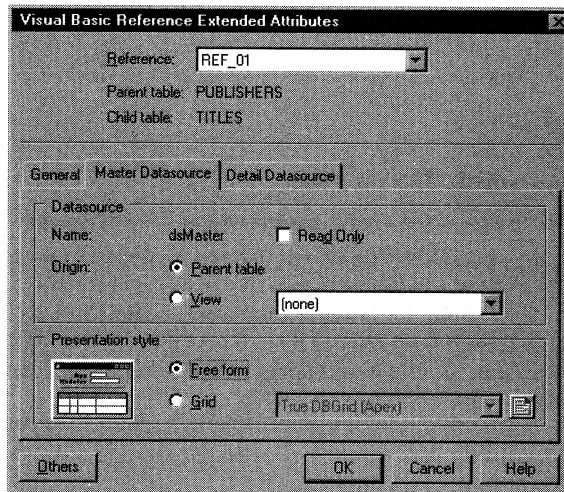 Visual Basic Reference Extended Attributes
Reference: REF_01
Parent table: PUBLISHERS
Child table: TITLES
General Master Datasource Detail Datasource
Datasource
Name: dsMaster Read Only
Origin: Parent table
View (none)
Presentation style
Free form
Grid True DBGrid (Apex)
Others OK Cancel Help